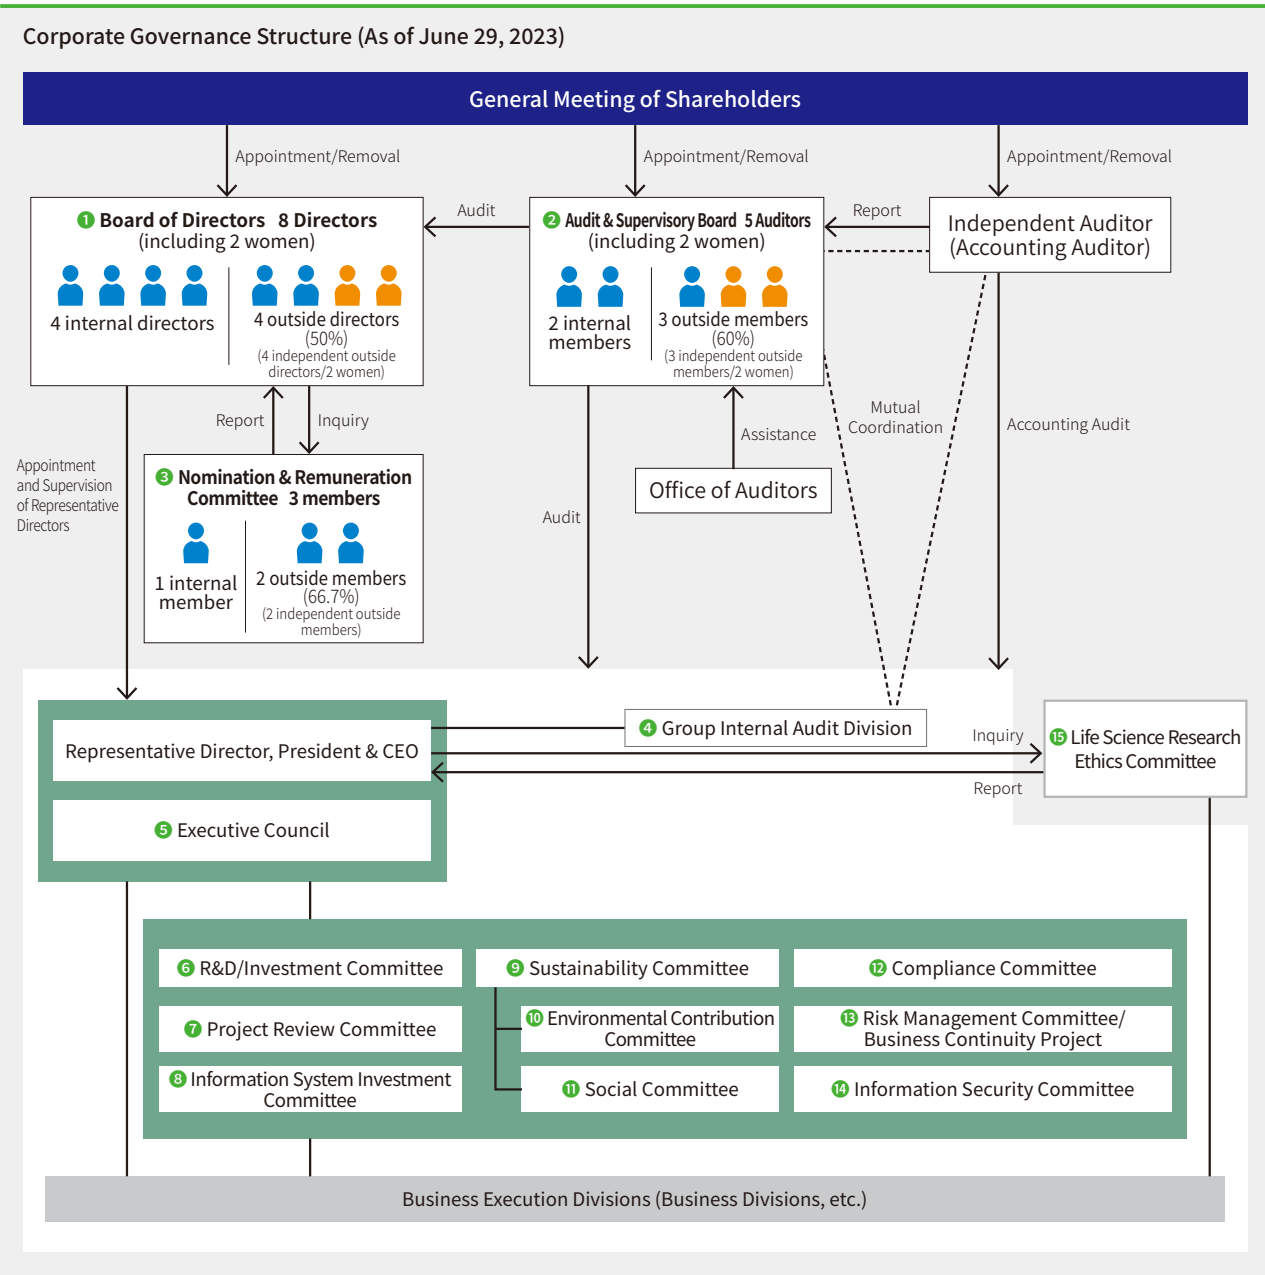 Corporate Governance Structure (As of June 29, 2023)
General Meeting of Shareholders
Appointment/Removal
Appointment/Removal
Appointment/Removal
1 Board of Directors 8 Directors
(including 2 women)
4 internal directors
4 outside directors
(50%)
(4 independent outside
directors/2 women)
Audit
2 Audit & Supervisory Board 5 Auditors
(including 2 women)
2 internal
members
3 outside members
(60%)
(3 independent outside
members/2 women)
Report
Independent Auditor
(Accounting Auditor)
Report
Inquiry
Mutual
Coordination
Accounting Audit
Assistance
Appointment
and Supervision
of Representative
Directors
3 Nomination & Remuneration
Committee 3 members
1 internal
member
2 outside members
(66.7%)
(2 independent outside
members)
Office of Auditors
Audit
Representative Director, President & CEO
4 Group Internal Audit Division
Inquiry
Report
15 Life Science Research
Ethics Committee
5 Executive Council
6 R&D/Investment Committee
7 Project Review Committee
8 Information System Investment
Committee
9 Sustainability Committee
10 Environmental Contribution
Committee
11 Social Committee
12 Compliance Committee
13 Risk Management Committee/
Business Continuity Project
14 Information Security Committee
Business Execution Divisions (Business Divisions, etc.)